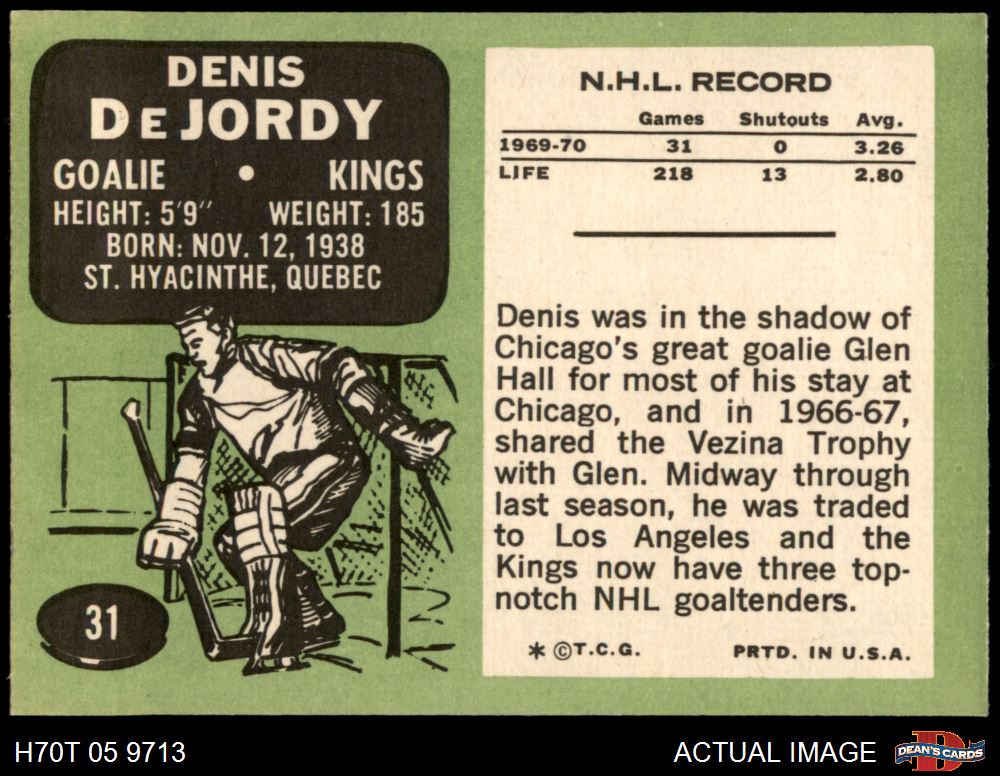 DENIS
DE JORDY
GOALIE • KINGS
HEIGHT: 5'9" WEIGHT: 185
BORN: NOV. 12, 1938
ST. HYACINTHE, QUEBEC
31
N.H.L. RECORD
Games Shutouts Avg.
1969-70 31 0 3.26
LIFE 218 13 2.80
Denis was in the shadow of
Chicago's great goalie Glen
Hall for most of his stay at
Chicago, and in 1966-67,
shared the Vezina Trophy
with Glen. Midway through
last season, he was traded
to Los Angeles and the
Kings now have three top-
notch NHL goaltenders.
* © T.C.G. PRTD. IN U.S.A.
H70T 05 9713
ACTUAL IMAGE
D
DEAN'S CARDS